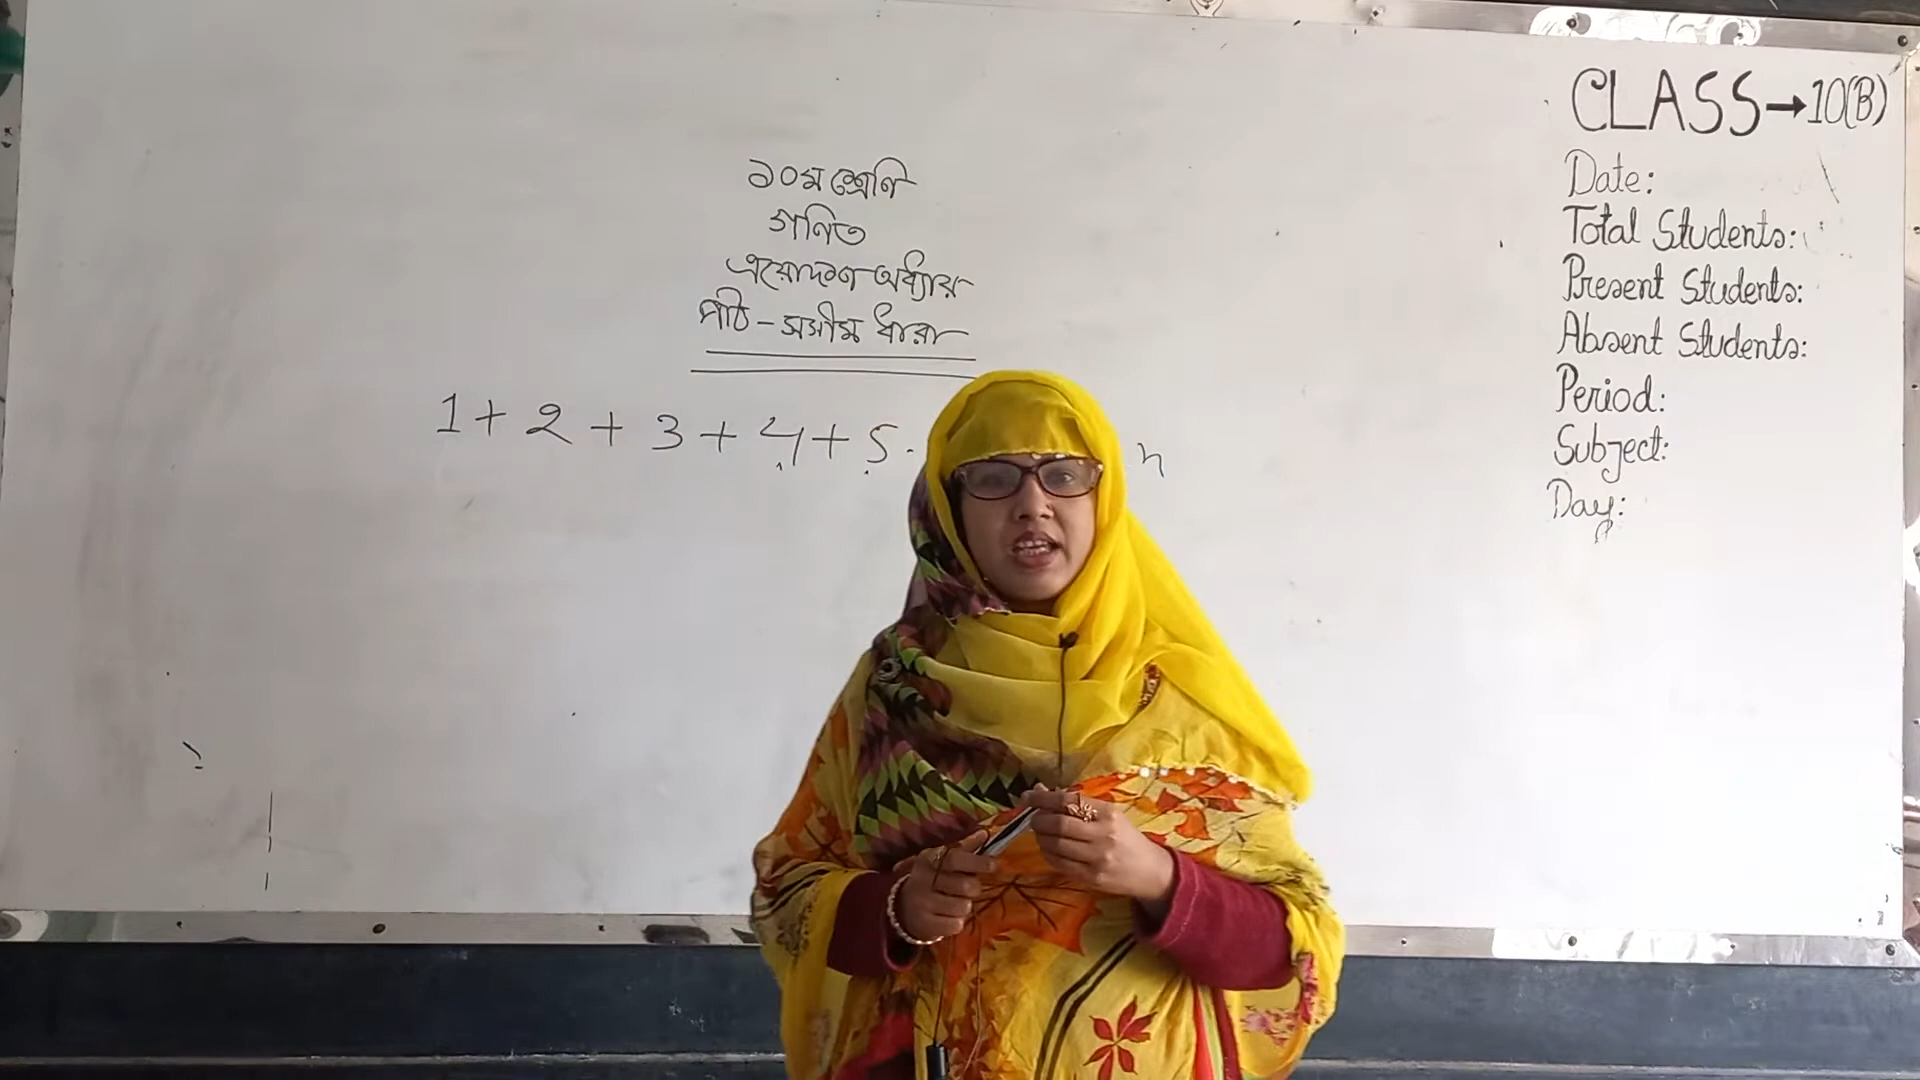 ১০ম শ্রেণি
গনিত
ত্রয়োদশ অধ্যায়
পাঠ - সসীম ধারা
1 + 2 + 3 + 4 + 5 . n
CLASS → 10(B)
Date:
Total Students:
Present Students:
Absent Students:
Period:
Subject:
Day: